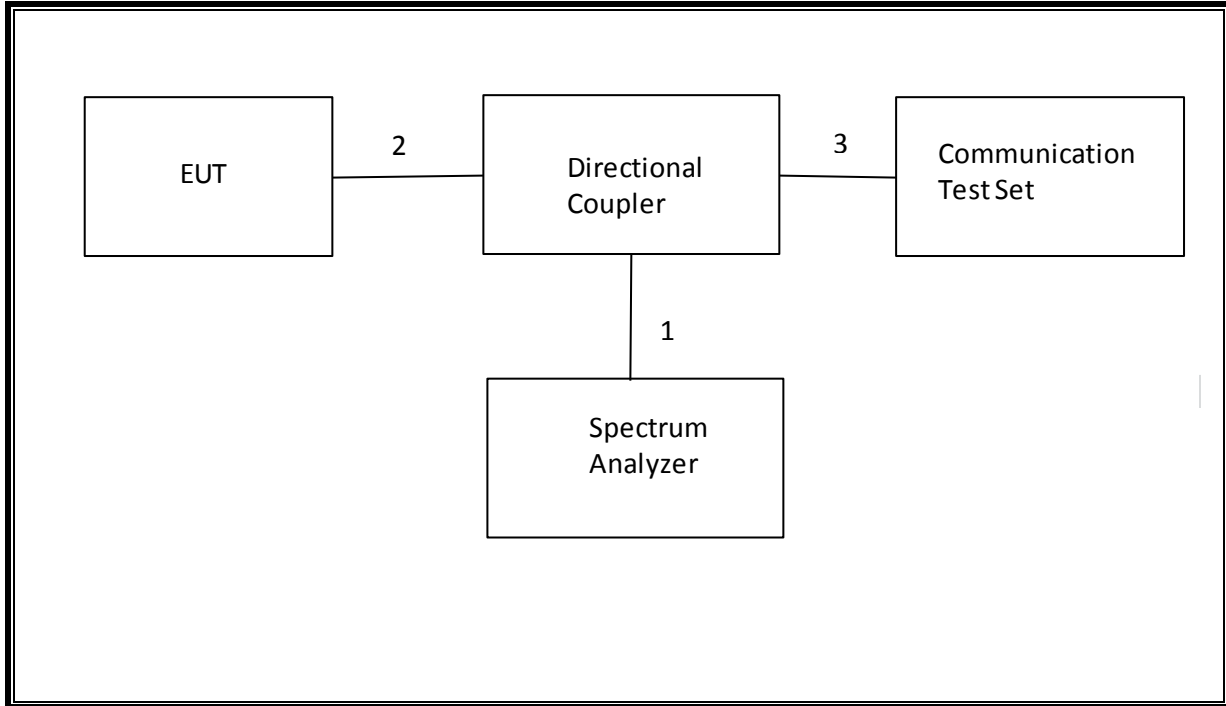 EUT
2
Directional
Coupler
3
Communication
Test Set
1
Spectrum
Analyzer